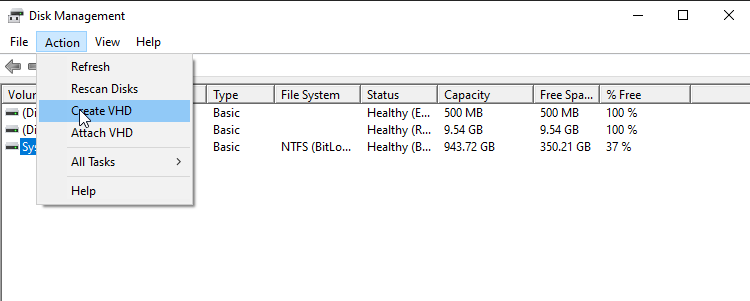 Disk Management
File Action View Help
Refresh
Rescan Disks
Create VHD
Attach VHD
All Tasks
Help
Type File System Status Capacity Free Spa... % Free
(Di Basic Healthy (E... 500 MB 500 MB 100 %
(Di Basic Healthy (R... 9.54 GB 9.54 GB 100 %
Sys Basic NTFS (BitLo... Healthy (B... 943.72 GB 350.21 GB 37 %